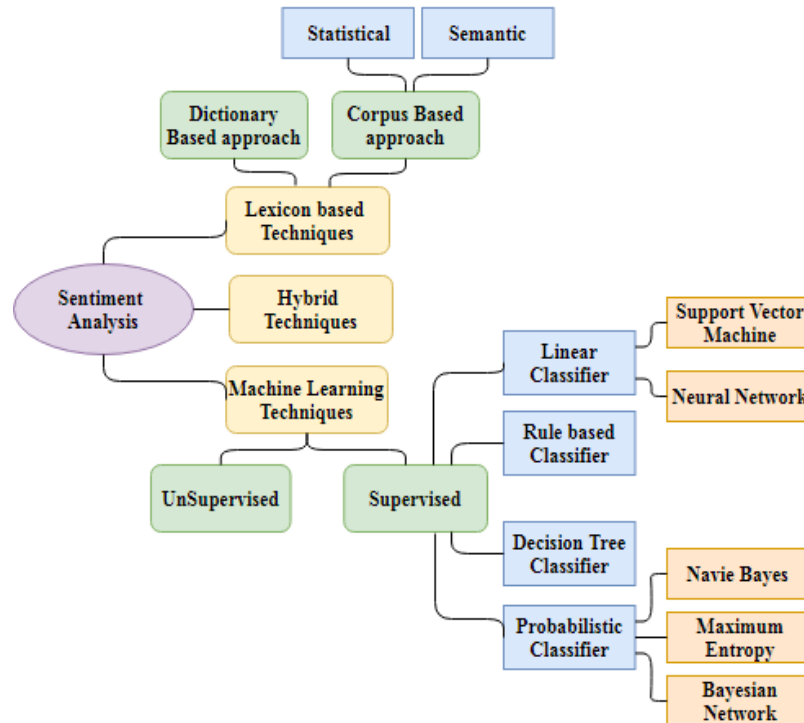 Statistical
Semantic
Dictionary
Based approach
Corpus Based
approach
Lexicon based
Techniques
Sentiment
Analysis
Hybrid
Techniques
Machine Learning
Techniques
UnSupervised
Supervised
Linear
Classifier
Rule based
Classifier
Decision Tree
Classifier
Probabilistic
Classifier
Support Vector
Machine
Neural Network
Navie Bayes
Maximum
Entropy
Bayesian
Network